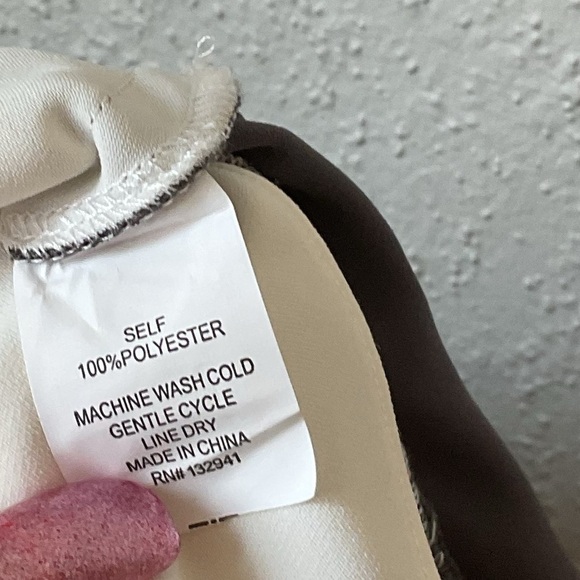 SELF
100%POLYESTER
MACHINE WASH COLD
GENTLE CYCLE
LINE DRY
MADE IN CHINA
RN# 132941